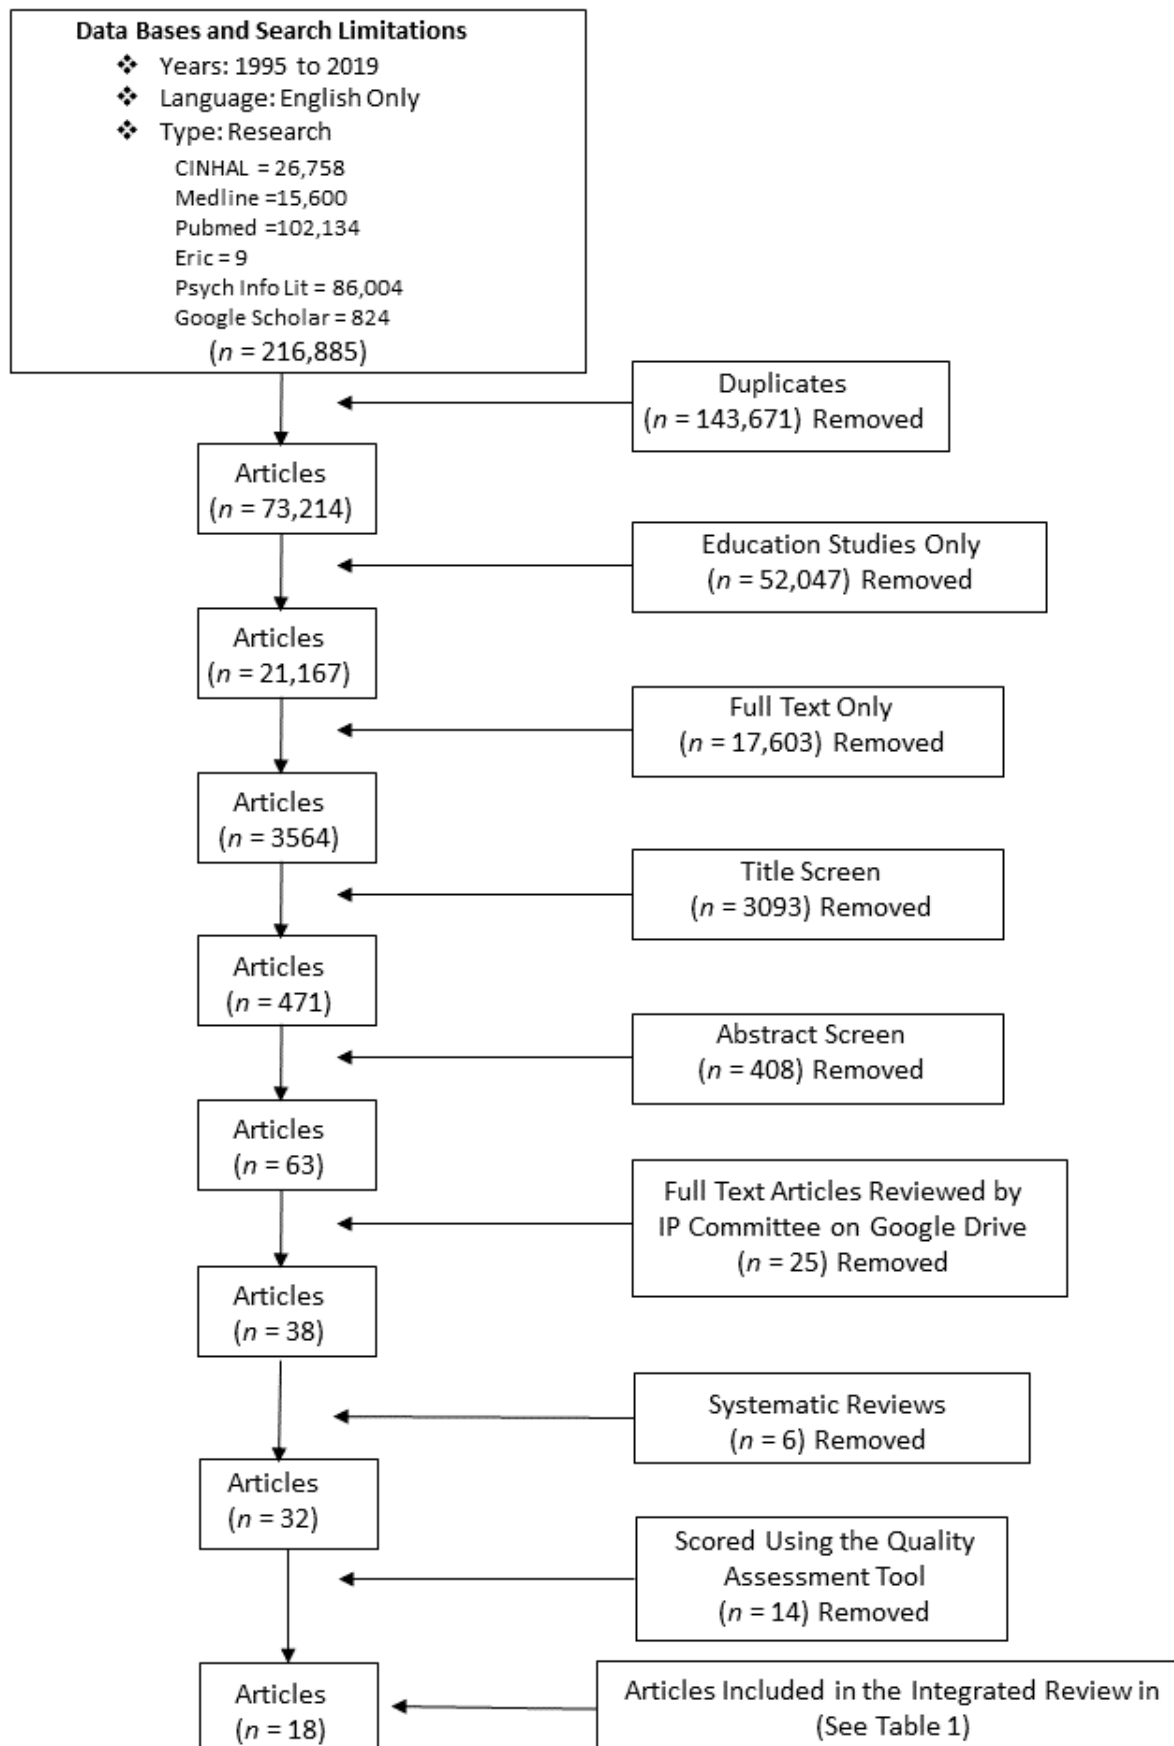 Data Bases and Search Limitations
❖ Years: 1995 to 2019
❖ Language: English Only
❖ Type: Research
CINHAL = 26,758
Medline =15,600
Pubmed =102,134
Eric = 9
Psych Info Lit = 86,004
Google Scholar = 824
(n = 216,885)
Duplicates
(n = 143,671) Removed
Articles
(n = 73,214)
Education Studies Only
(n = 52,047) Removed
Articles
(n = 21,167)
Full Text Only
(n = 17,603) Removed
Articles
(n = 3564)
Title Screen
(n = 3093) Removed
Articles
(n = 471)
Abstract Screen
(n = 408) Removed
Articles
(n = 63)
Full Text Articles Reviewed by
IP Committee on Google Drive
(n = 25) Removed
Articles
(n = 38)
Systematic Reviews
(n = 6) Removed
Articles
(n = 32)
Scored Using the Quality
Assessment Tool
(n = 14) Removed
Articles
(n = 18)
Articles Included in the Integrated Review in
(See Table 1)